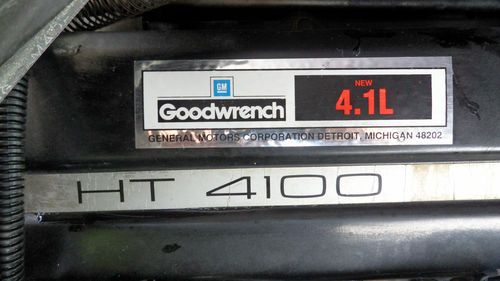 GM
Goodwrench
NEW
4.1L
GENERAL MOTORS CORPORATION DETROIT, MICHIGAN 48202
HT 4100